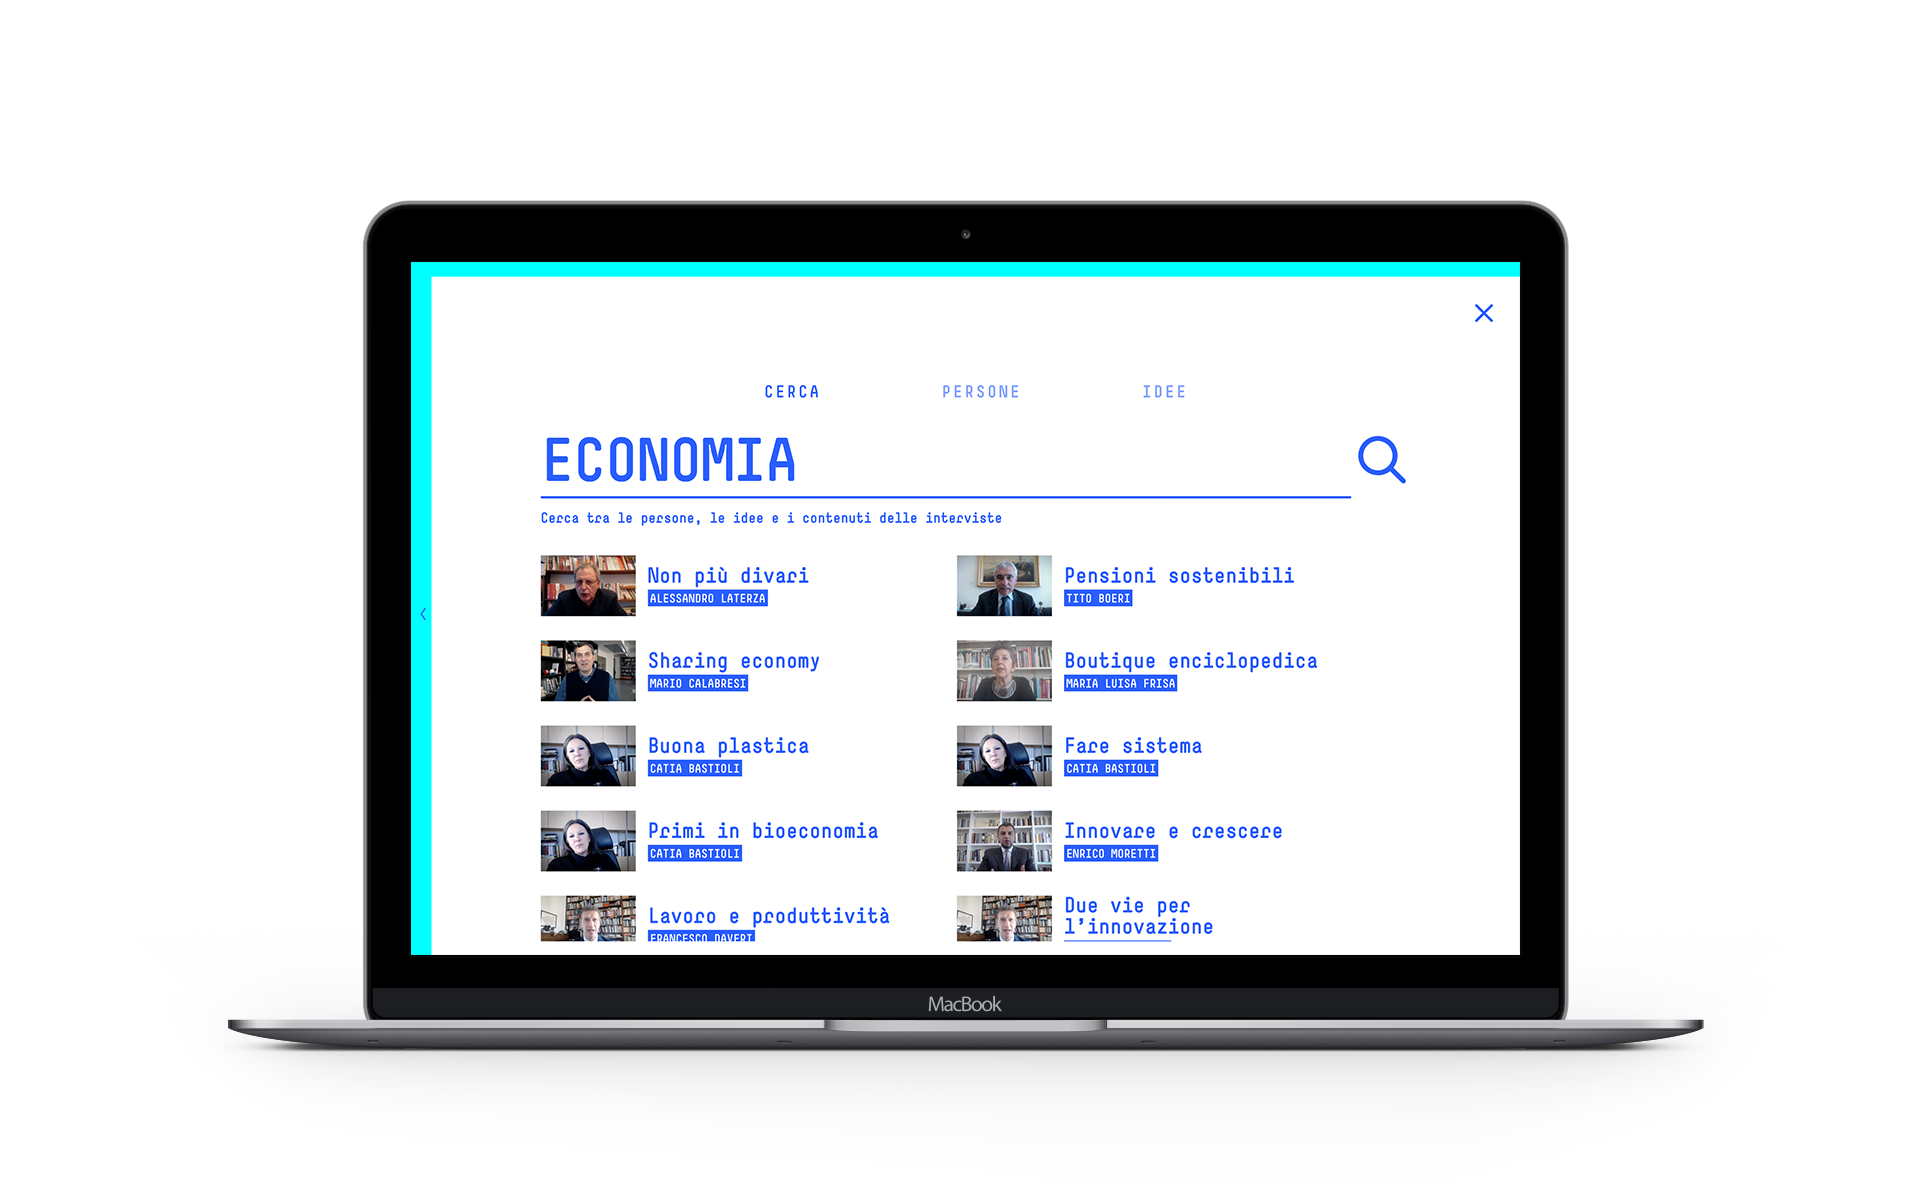 CERCA
PERSONE
IDEE
ECONOMIA
Cerca tra le persone, le idee e i contenuti delle interviste
Non più divari
ALESSANDRO LATERZA
Pensioni sostenibili
TITO BOERI
Sharing economy
MARIO CALABRESI
Boutique enciclopedica
MARIA LUISA FRISA
Buona plastica
CATIA BASTIOLI
Fare sistema
CATIA BASTIOLI
Primi in bioeconomia
CATIA BASTIOLI
Innovare e crescere
ENRICO MORETTI
Lavoro e produttività
FRANCESCO DAVERI
Due vie per
l’innovazione
MacBook